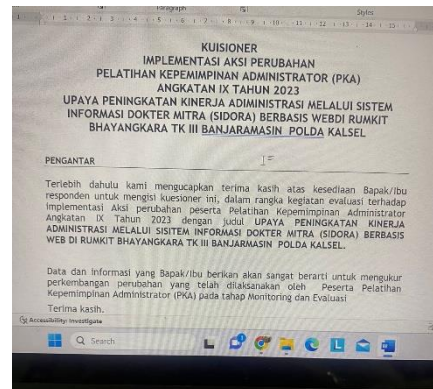 Paragraph
Styles
KUISIONER
IMPLEMENTASI AKSI PERUBAHAN
PELATIHAN KEPEMIMPINAN ADMINISTRATOR (PKA)
ANGKATAN IX TAHUN 2023
UPAYA PENINGKATAN KINERJA ADIMINISTRASI MELALUI SISTEM
INFORMASI DOKTER MITRA (SIDORA) BERBASIS WEBDI RUMKIT
BHAYANGKARA TK III BANJARAMASIN POLDA KALSEL
PENGANTAR
Terlebih dahulu kami mengucapkan terima kasih atas kesediaan Bapak/Ibu
responden untuk mengisi kuesioner ini, dalam rangka kegiatan evaluasi terhadap
Implementasi Aksi perubahan peserta Pelatihan Kepemimpinan Administrator
Angkatan IX Tahun 2023 dengan judul UPAYA PENINGKATAN KINERJA
ADMINISTRASI MELALUI SISITEM INFORMASI DOKTER MITRA (SIDORA) BERBASIS
WEB DI RUMKIT BHAYANGKARA TK III BANJARMASIN POLDA KALSEL.
Data dan informasi yang Bapak/Ibu berikan akan sangat berarti untuk mengukur
perkembangan perubahan yang telah dilaksanakan oleh Peserta Pelatihan
Kepemimpinan Administrator (PKA) pada tahap Monitoring dan Evaluasi
Terima kasih.
Accessibility: Investigate
Search